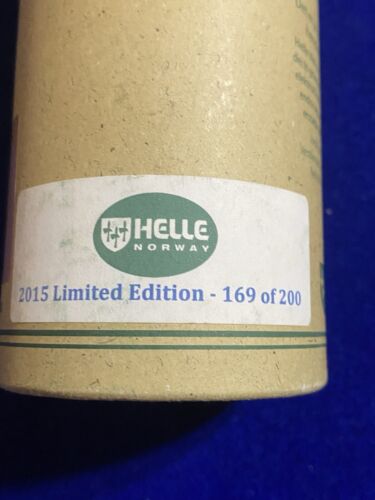 HELLE
NORWAY
2015 Limited Edition - 169 of 200